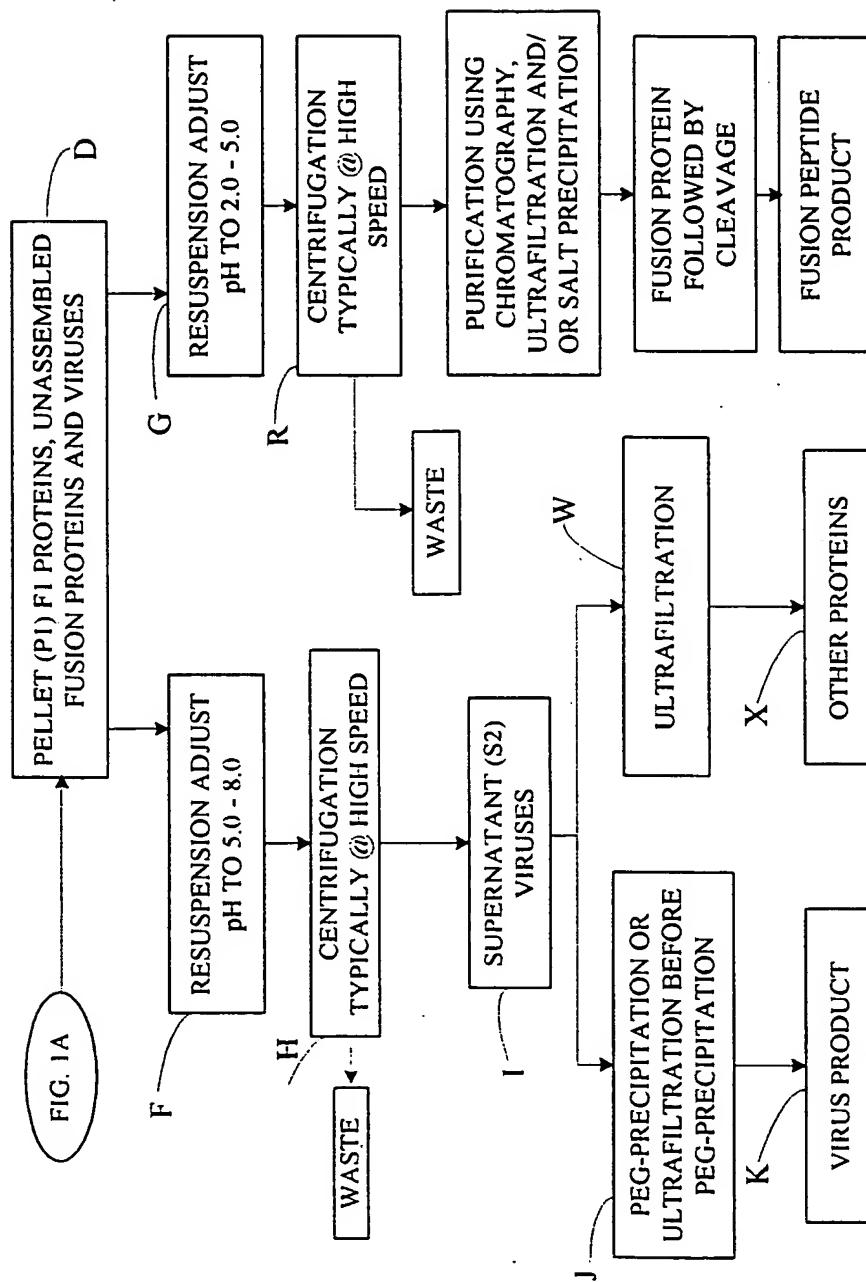 FIG. 1A
PELLET (P1) F1 PROTEINS, UNASSEMBLED
FUSION PROTEINS AND VIRUSES
D
F
RESUSPENSION ADJUST
pH TO 5.0 - 8.0
G
RESUSPENSION ADJUST
pH TO 2.0 - 5.0
H
CENTRIFUGATION
TYPICALLY @ HIGH SPEED
WASTE
R
CENTRIFUGATION
TYPICALLY @ HIGH
SPEED
WASTE
I
SUPERNATANT (S2)
VIRUSES
PURIFICATION USING
CHROMATOGRAPHY,
ULTRAFILTRATION AND/
OR SALT PRECIPITATION
J
PEG-PRECIPITATION OR
ULTRAFILTRATION BEFORE
PEG-PRECIPITATION
W
ULTRAFILTRATION
FUSION PROTEIN
FOLLOWED BY
CLEAVAGE
K
VIRUS PRODUCT
X
OTHER PROTEINS
FUSION PEPTIDE
PRODUCT